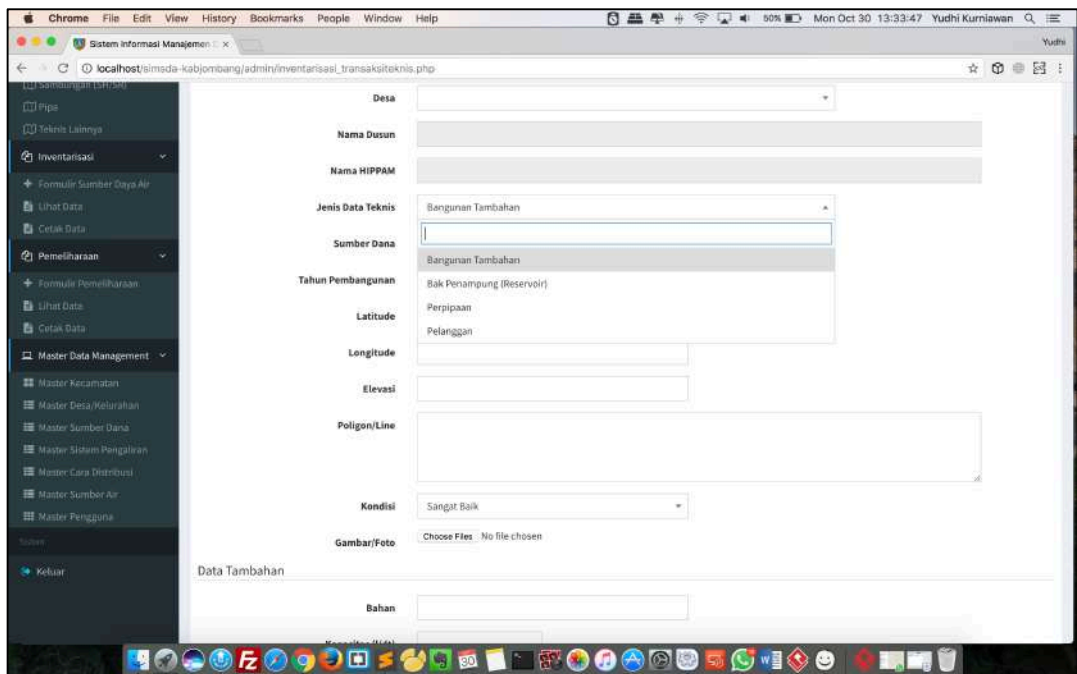 Chrome File Edit View History Bookmarks People Window Help 50% Mon Oct 30 13:33:47 Yudhi Kurniawan
Sistem Informasi Manajemen Yudhi
localhost/simsda-kabjombang/admin/inventarisasi_transaksiteknis.php
Sambungan (SR/SH)
Pipa
Teknis Lainnya
Inventarisasi
Formulir Sumber Daya Air
Lihat Data
Cetak Data
Pemeliharaan
Formulir Pemeliharaan
Lihat Data
Cetak Data
Master Data Management
Master Kecamatan
Master Desa/Kelurahan
Master Sumber Dana
Master Sistem Pengaliran
Master Cara Distribusi
Master Sumber Air
Master Pengguna
Keluar
Desa
Nama Dusun
Nama HIPPAM
Jenis Data Teknis Bangunan Tambahan
Sumber Dana
Bangunan Tambahan
Tahun Pembangunan Bak Penampung (Reservoir)
Perpipaan
Latitude
Pelanggan
Longitude
Elevasi
Poligon/Line
Kondisi Sangat Baik
Gambar/Foto Choose Files No file chosen
Data Tambahan
Bahan
30